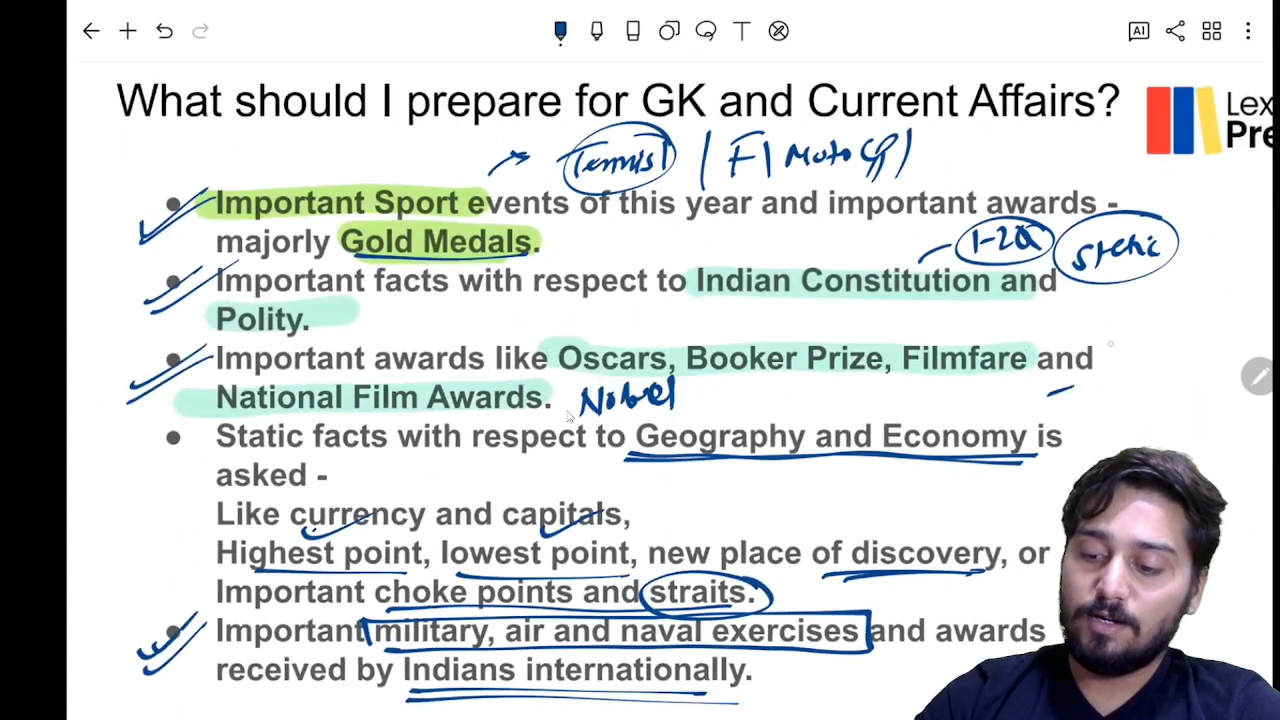 AI
What should I prepare for GK and Current Affairs?
Lex
Pre
Tennis | F1 MotoGP |
Important Sport events of this year and important awards -
majorly Gold Medals.
1-2Q Static
Important facts with respect to Indian Constitution and
Polity.
Important awards like Oscars, Booker Prize, Filmfare and
National Film Awards. Nobel
Static facts with respect to Geography and Economy is
asked -
Like currency and capitals,
Highest point, lowest point, new place of discovery, or
Important choke points and straits.
Important military, air and naval exercises and awards
received by Indians internationally.